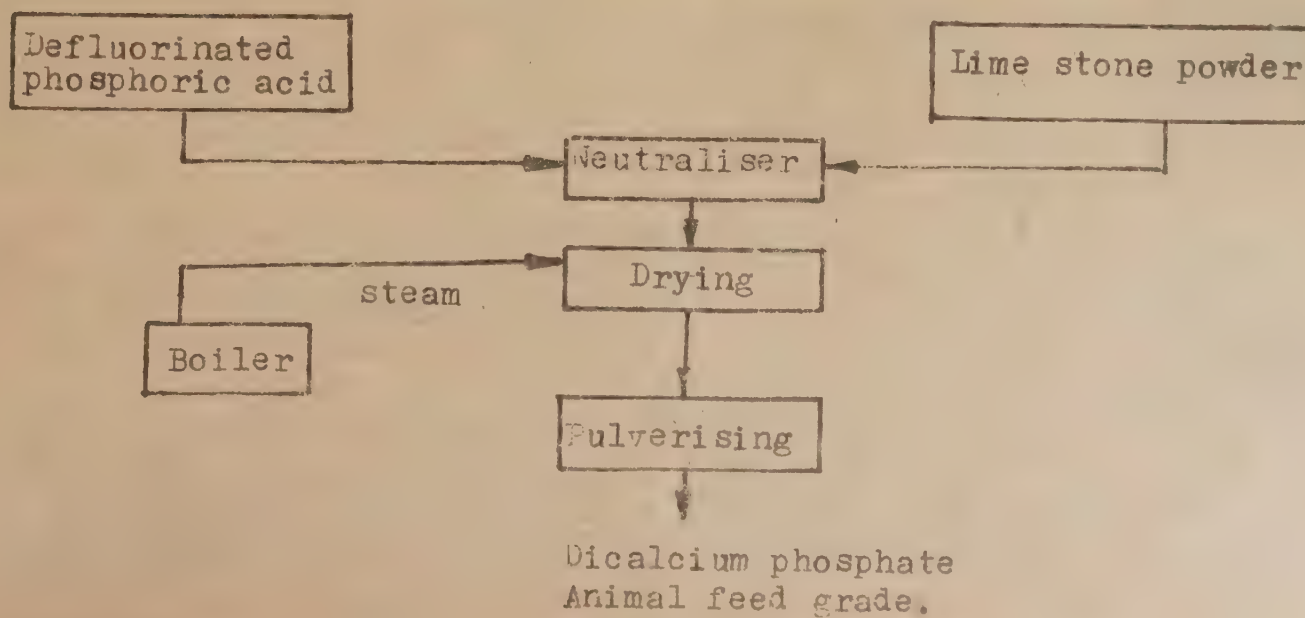 Defluorinated
phosphoric acid
Lime stone powder
Neutraliser
Drying
steam
Boiler
Pulverising
Dicalcium phosphate
Animal feed grade.